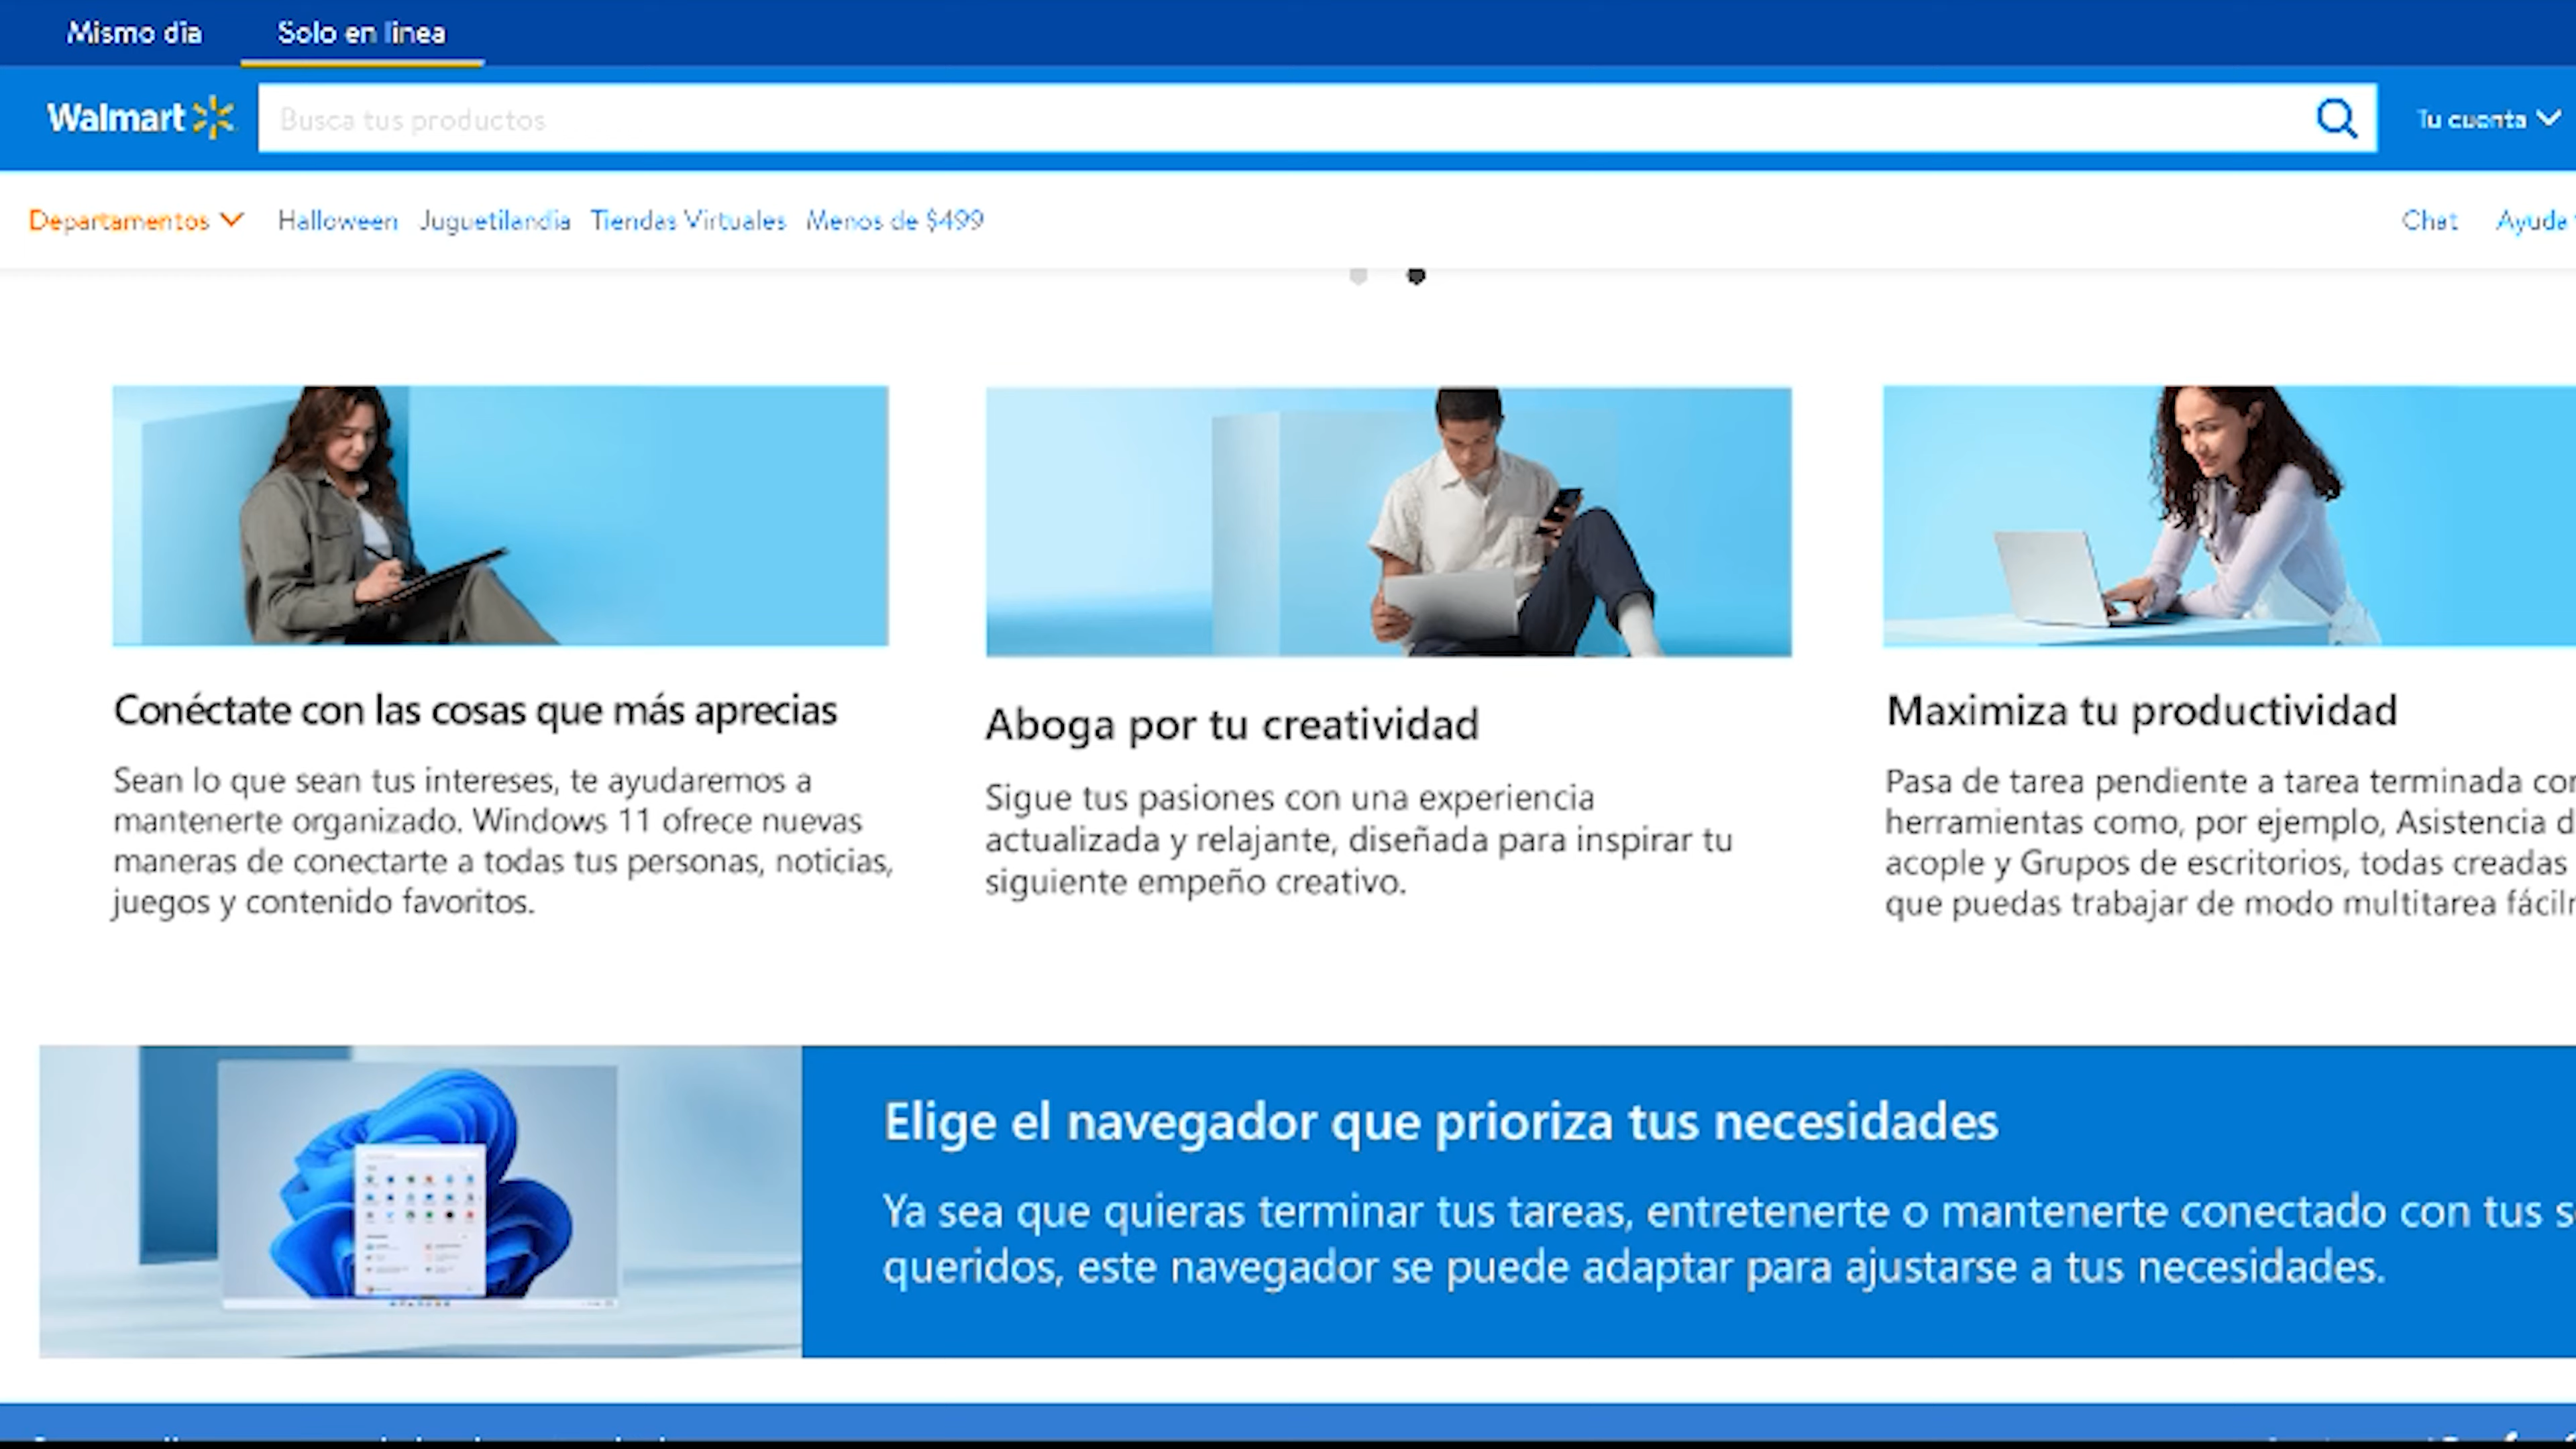 Mismo día
Solo en línea
Walmart
Busca tus productos
Tu cuenta
Departamentos
Halloween
Juguetilandia
Tiendas Virtuales
Menos de $499
Chat
Ayuda
Conéctate con las cosas que más aprecias
Sean lo que sean tus intereses, te ayudaremos a
mantenerte organizado. Windows 11 ofrece nuevas
maneras de conectarte a todas tus personas, noticias,
juegos y contenido favoritos.
Aboga por tu creatividad
Sigue tus pasiones con una experiencia
actualizada y relajante, diseñada para inspirar tu
siguiente empeño creativo.
Maximiza tu productividad
Pasa de tarea pendiente a tarea terminada
herramientas como, por ejemplo, Asistencia
acople y Grupos de escritorios, todas creadas
que puedas trabajar de modo multitarea
Elige el navegador que prioriza tus necesidades
Ya sea que quieras terminar tus tareas, entretenerte o mantenerte conectado con tus
queridos, este navegador se puede adaptar para ajustarse a tus necesidades.